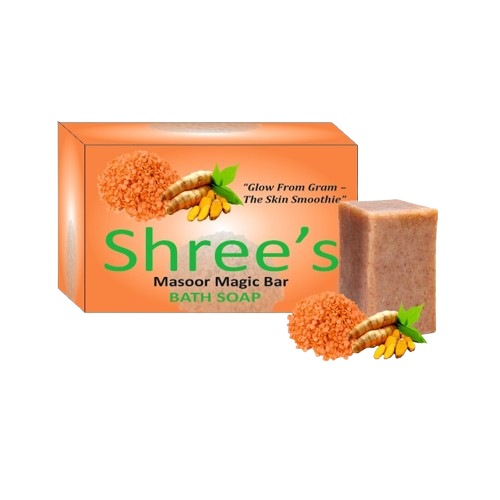 "Glow From Gram –
The Skin Smoothie"
Shree's
Masoor Magic Bar
BATH SOAP